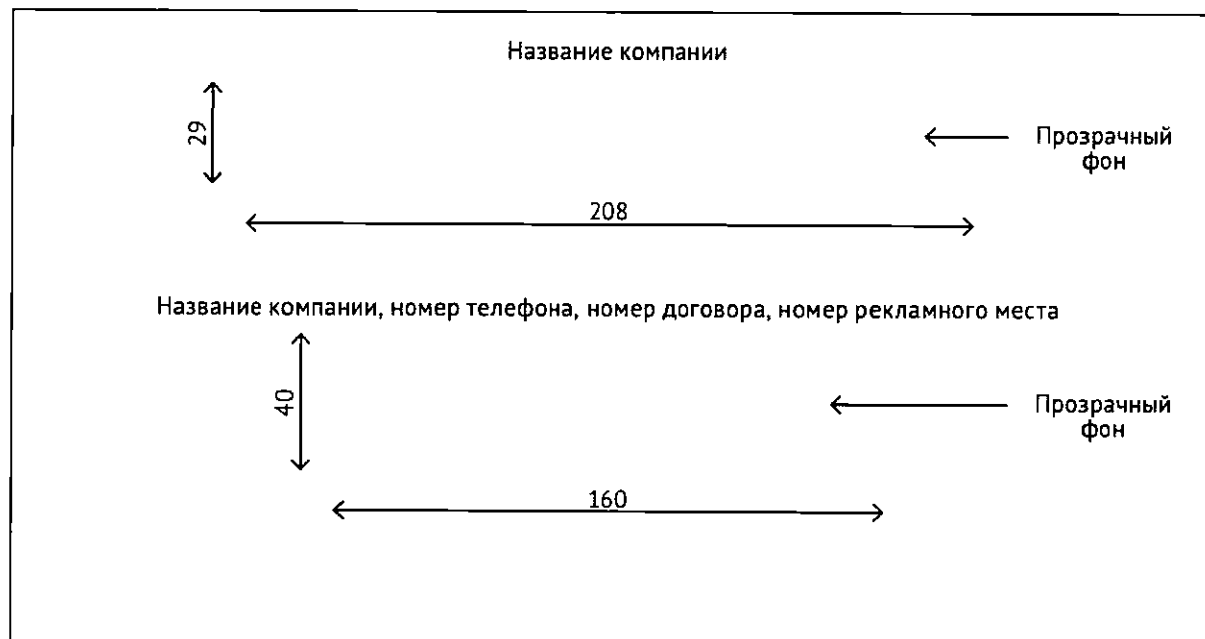 Название компании
29
Прозрачный
фон
208
Название компании, номер телефона, номер договора, номер рекламного места
40
Прозрачный
фон
160